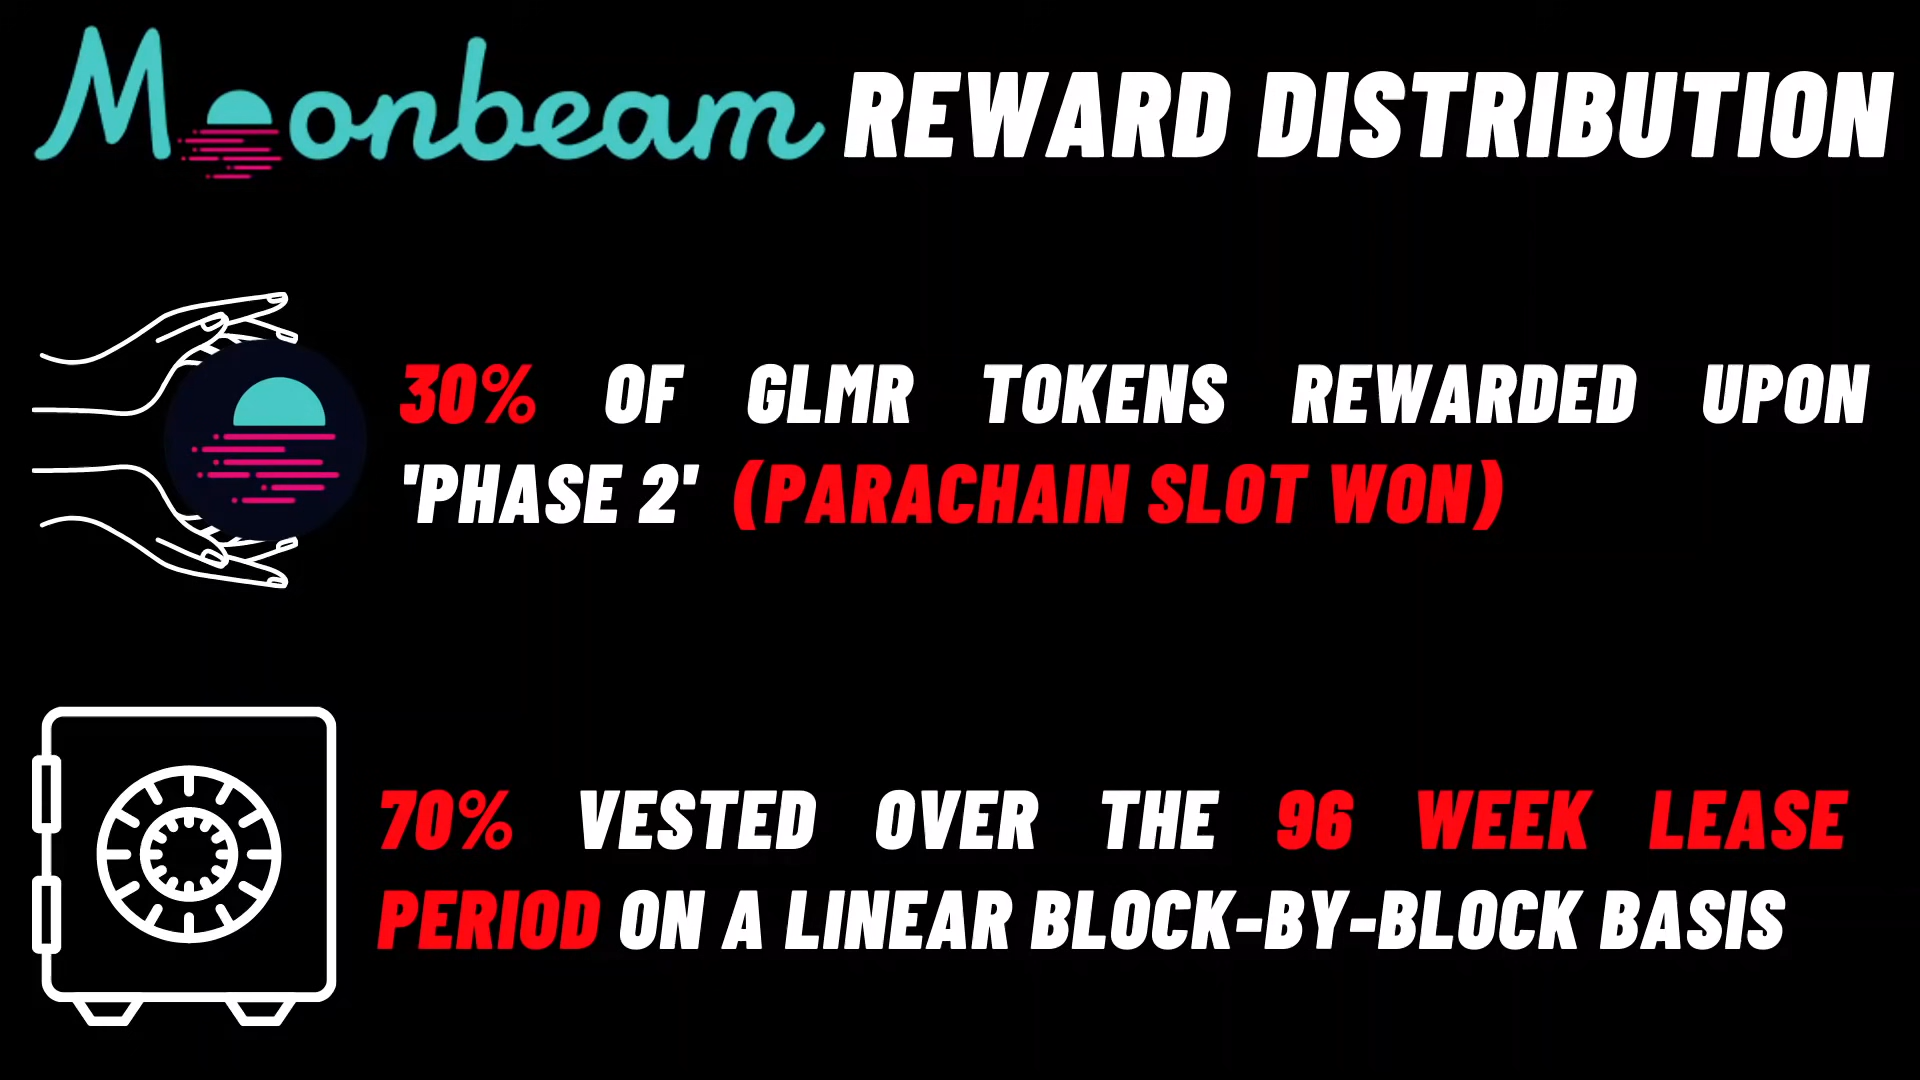 Moonbeam REWARD DISTRIBUTION
30% OF GLMR TOKENS REWARDED UPON
'PHASE 2' (PARACHAIN SLOT WON)
70% VESTED OVER THE 96 WEEK LEASE
PERIOD ON A LINEAR BLOCK-BY-BLOCK BASIS